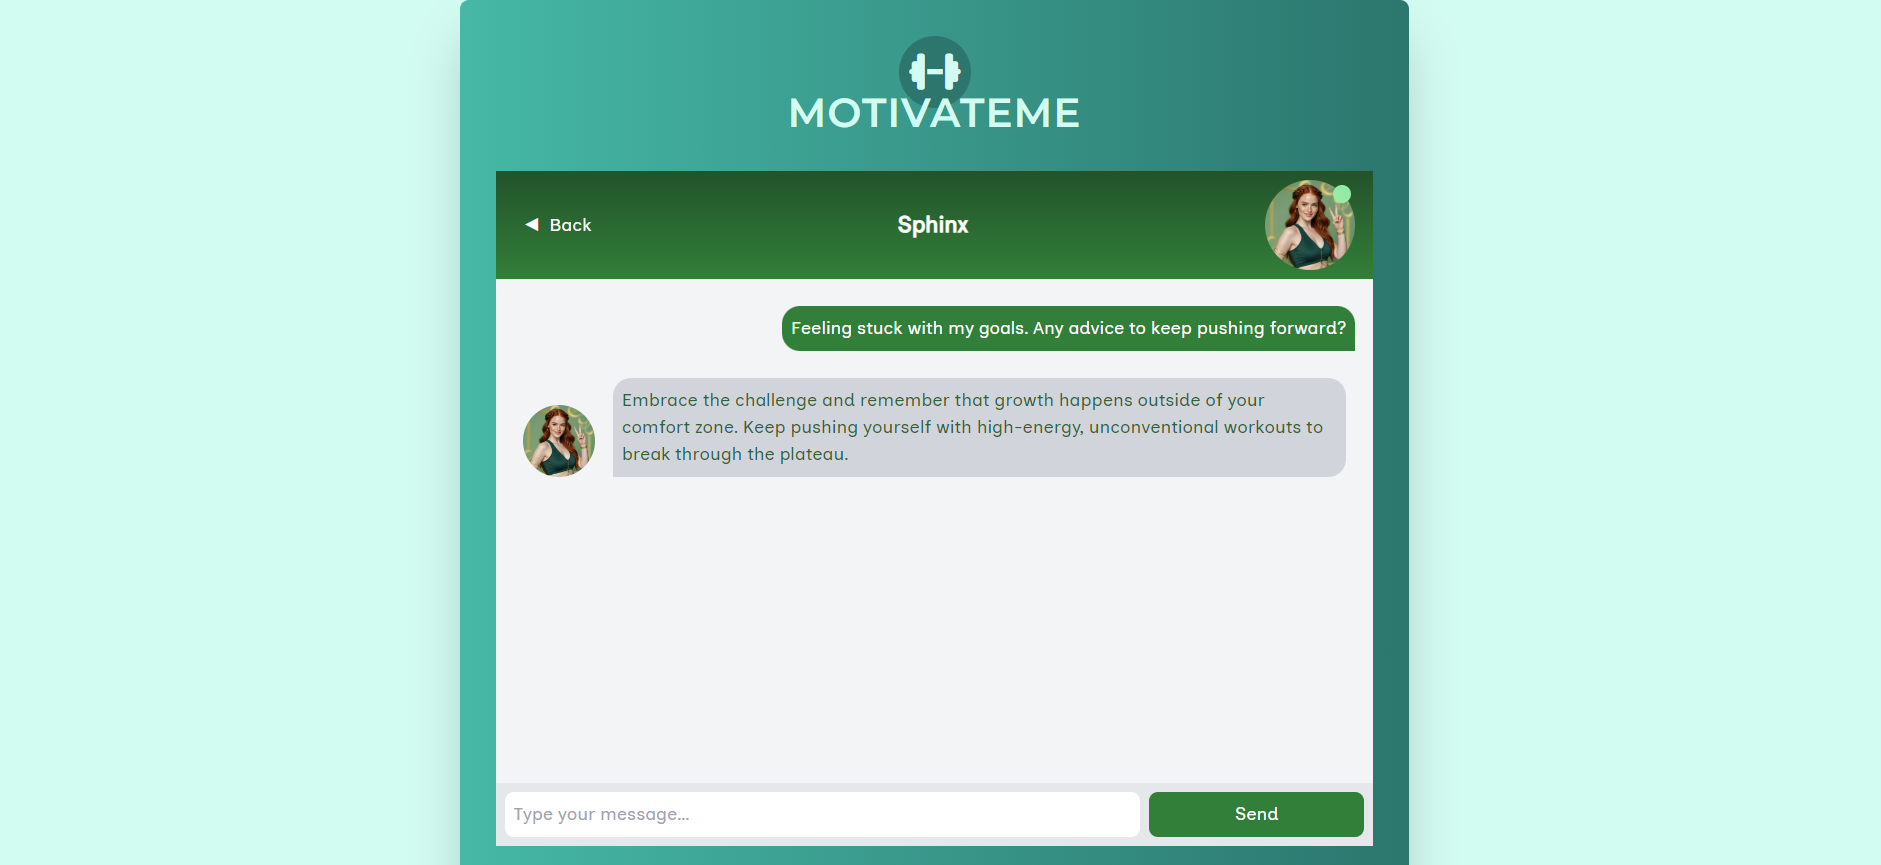 MOTIVATEME
Back
Sphinx
Feeling stuck with my goals. Any advice to keep pushing forward?
Embrace the challenge and remember that growth happens outside of your
comfort zone. Keep pushing yourself with high-energy, unconventional workouts to
break through the plateau.
Type your message...
Send